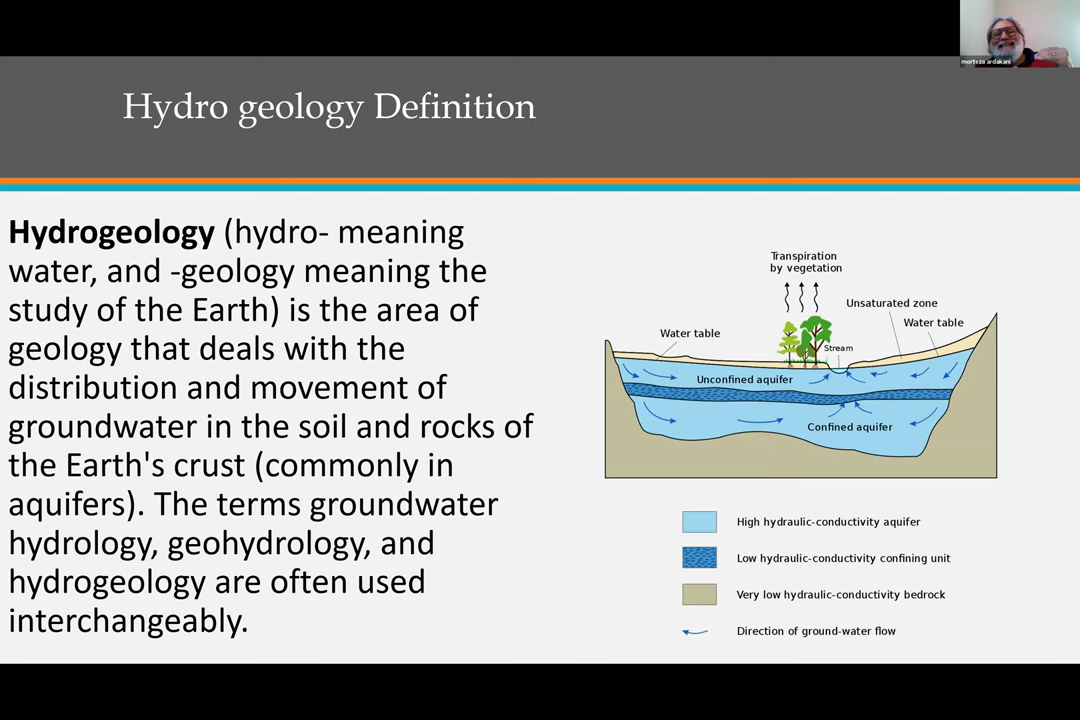 morteza ardakani
Hydro geology Definition
Hydrogeology (hydro- meaning
water, and -geology meaning the
study of the Earth) is the area of
geology that deals with the
distribution and movement of
groundwater in the soil and rocks of
the Earth's crust (commonly in
aquifers). The terms groundwater
hydrology, geohydrology, and
hydrogeology are often used
interchangeably.
Transpiration
by vegetation
Unsaturated zone
Water table
Water table
Stream
Unconfined aquifer
Confined aquifer
High hydraulic-conductivity aquifer
Low hydraulic-conductivity confining unit
Very low hydraulic-conductivity bedrock
Direction of ground-water flow